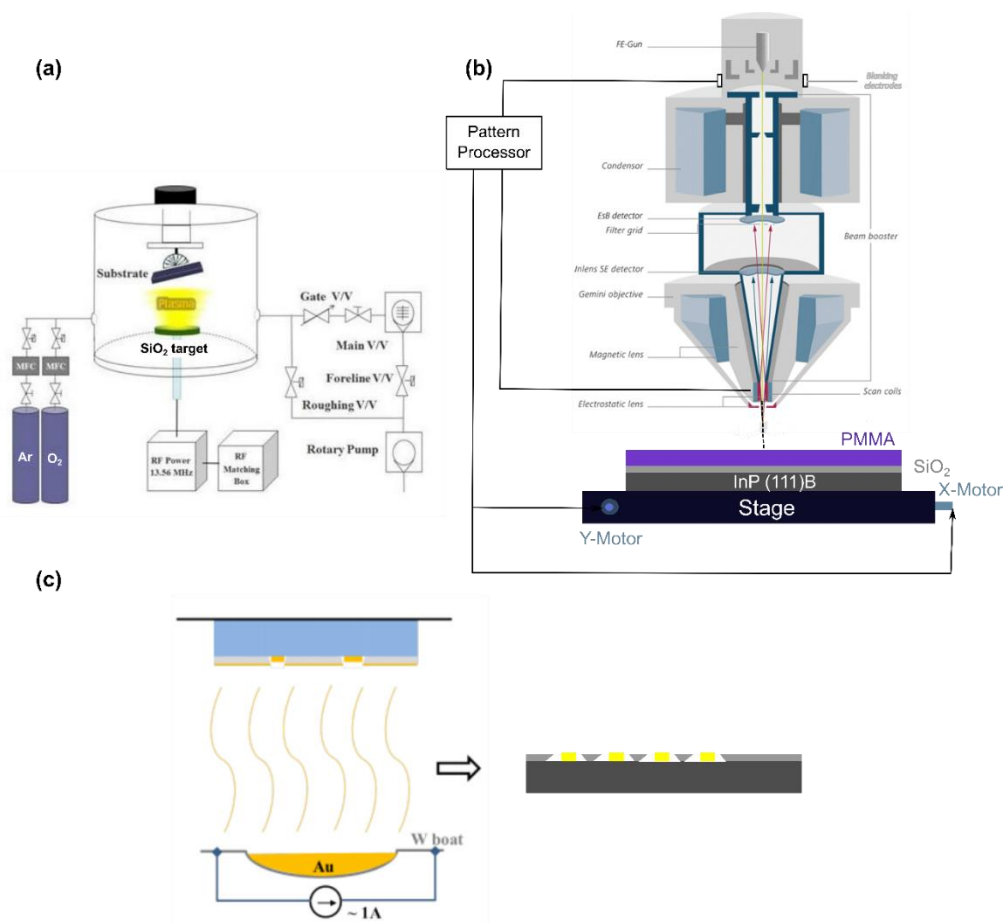 (a)
Substrate
Plasma
SiO2 target
MFC
MFC
Ar
O2
RF Power
13.56 MHz
RF
Matching
Box
Gate V/V
Main V/V
Foreline V/V
Roughing V/V
Rotary Pump
(b)
FE-Gun
Blanking
electrodes
Pattern
Processor
Condensor
EsB detector
Filter grid
Beam booster
Inlens SE detector
Gemini objective
Magnetic lens
Scan coils
Electrostatic lens
PMMA
SiO2
InP (111)B
X-Motor
Stage
Y-Motor
(c)
W boat
Au
~ 1A